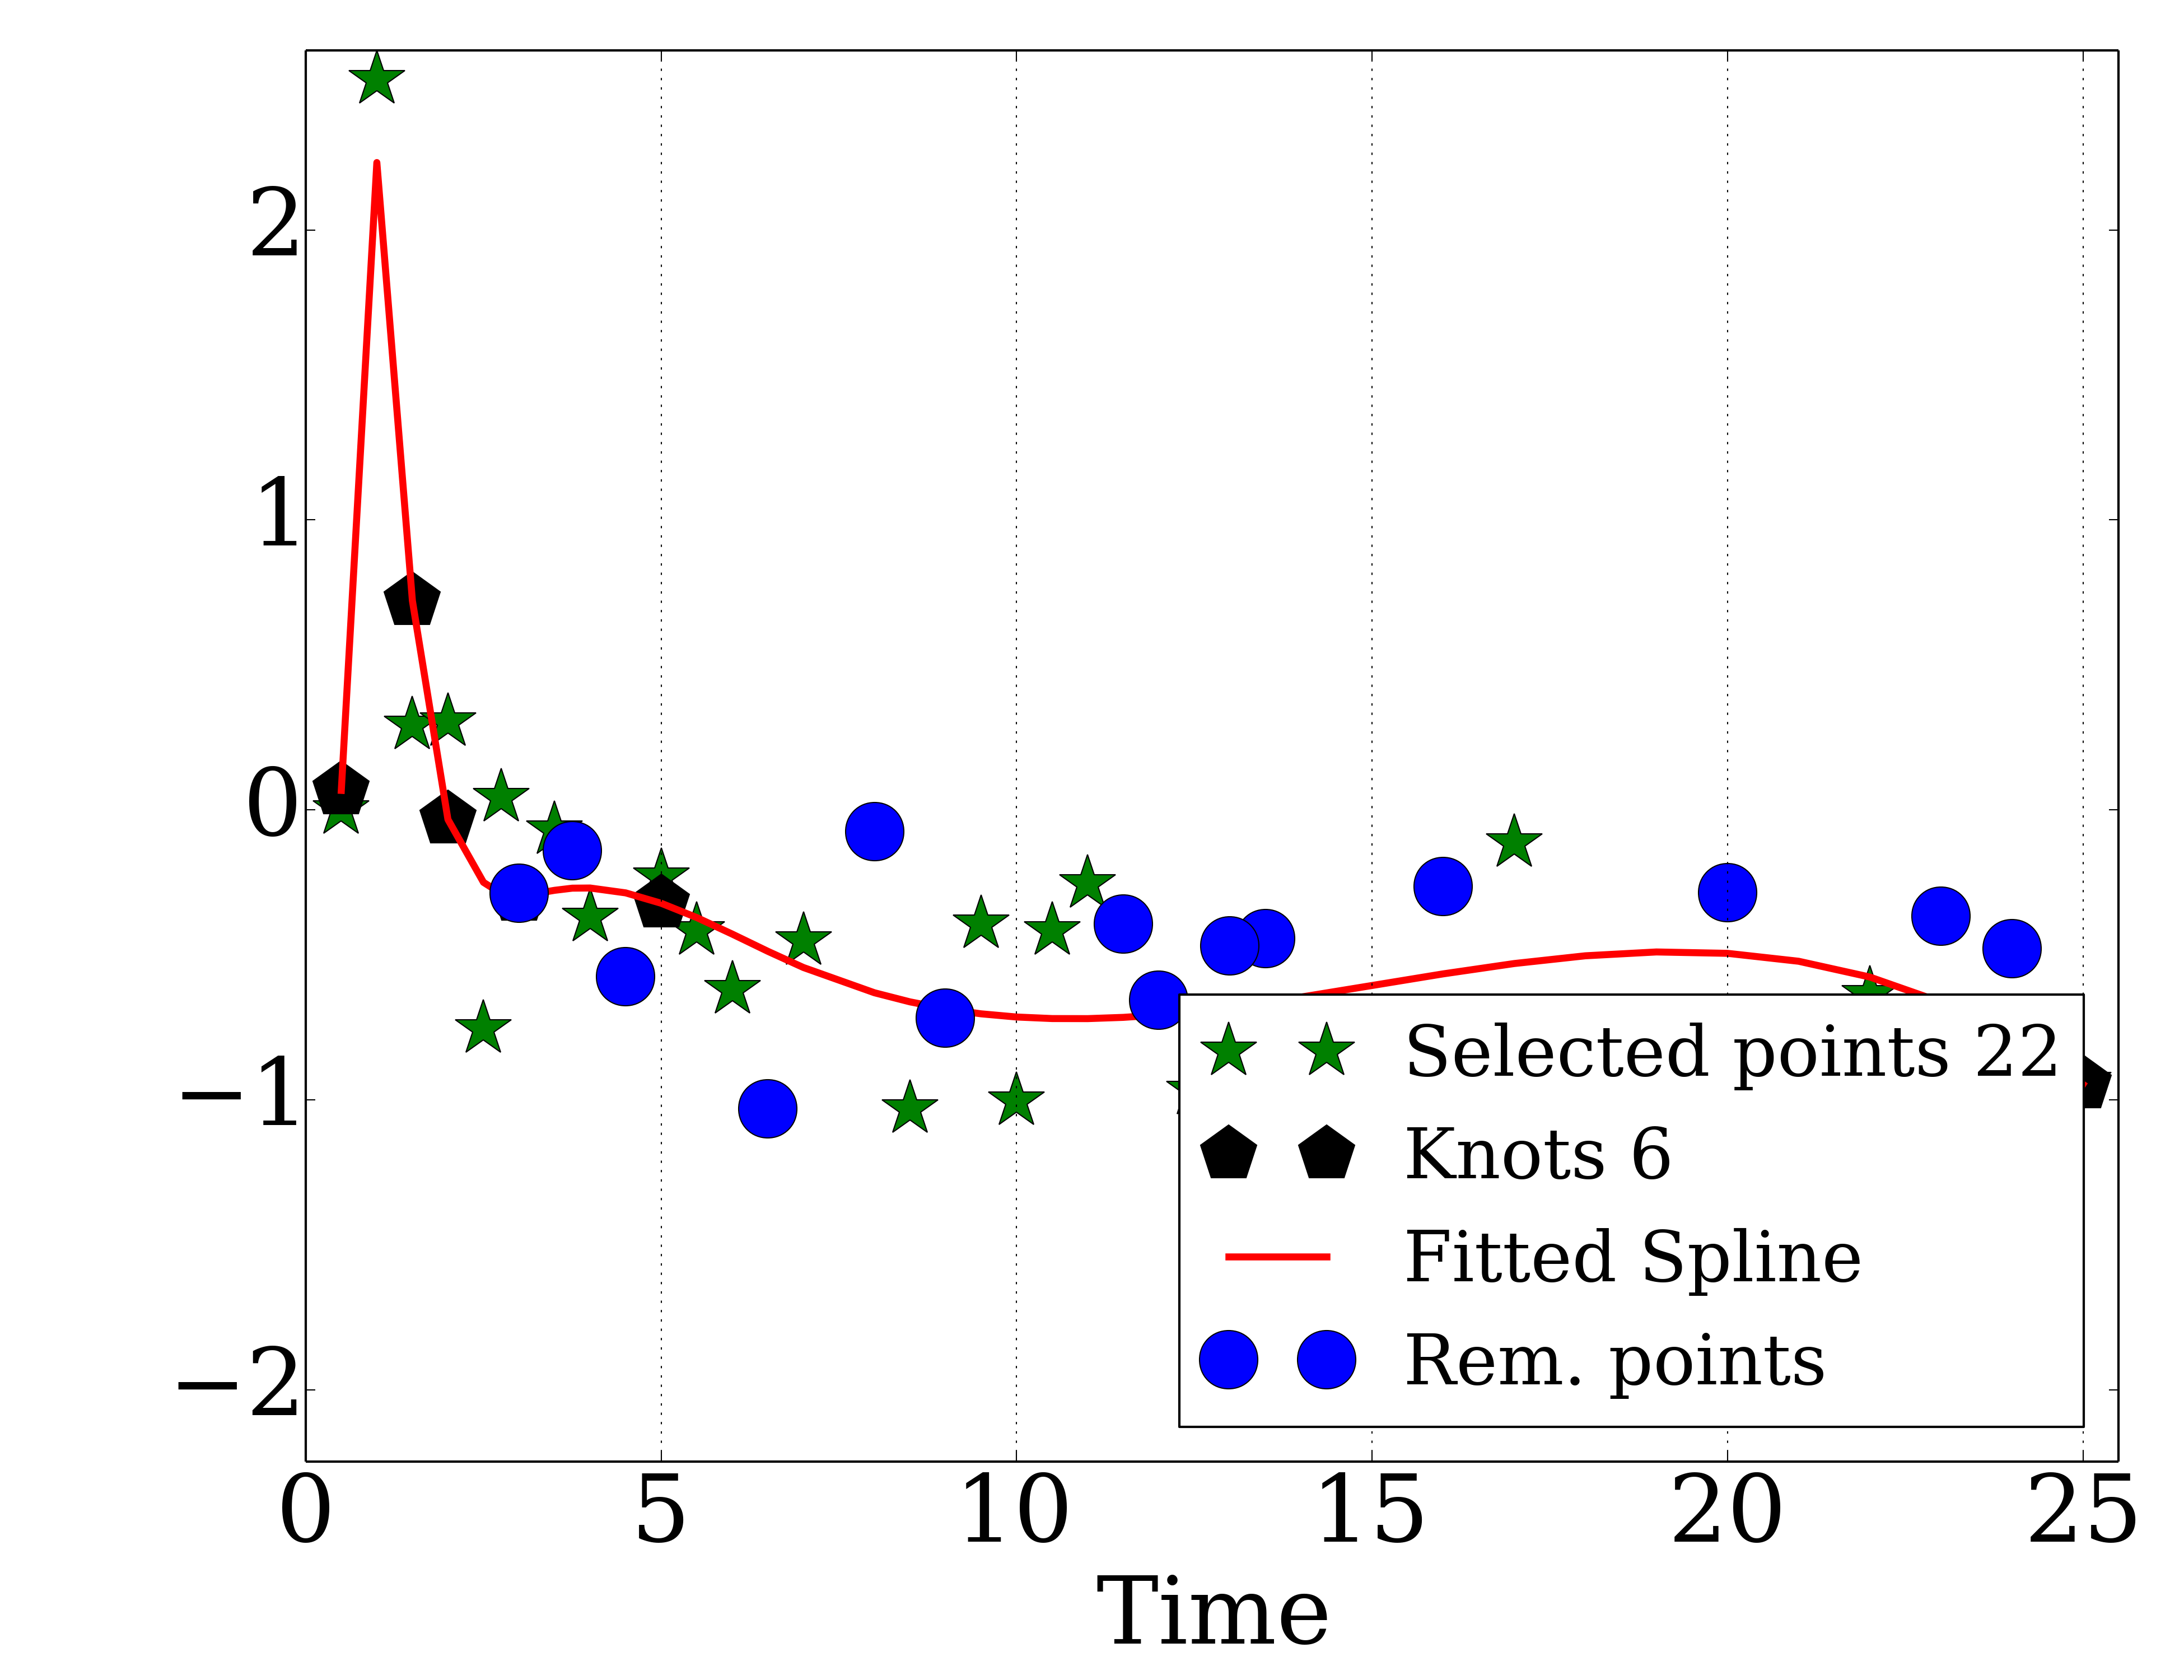 2
1
0
−1
−2
Selected points 22
Knots 6
Fitted Spline
Rem. points
0 5 10 15 20 25
Time